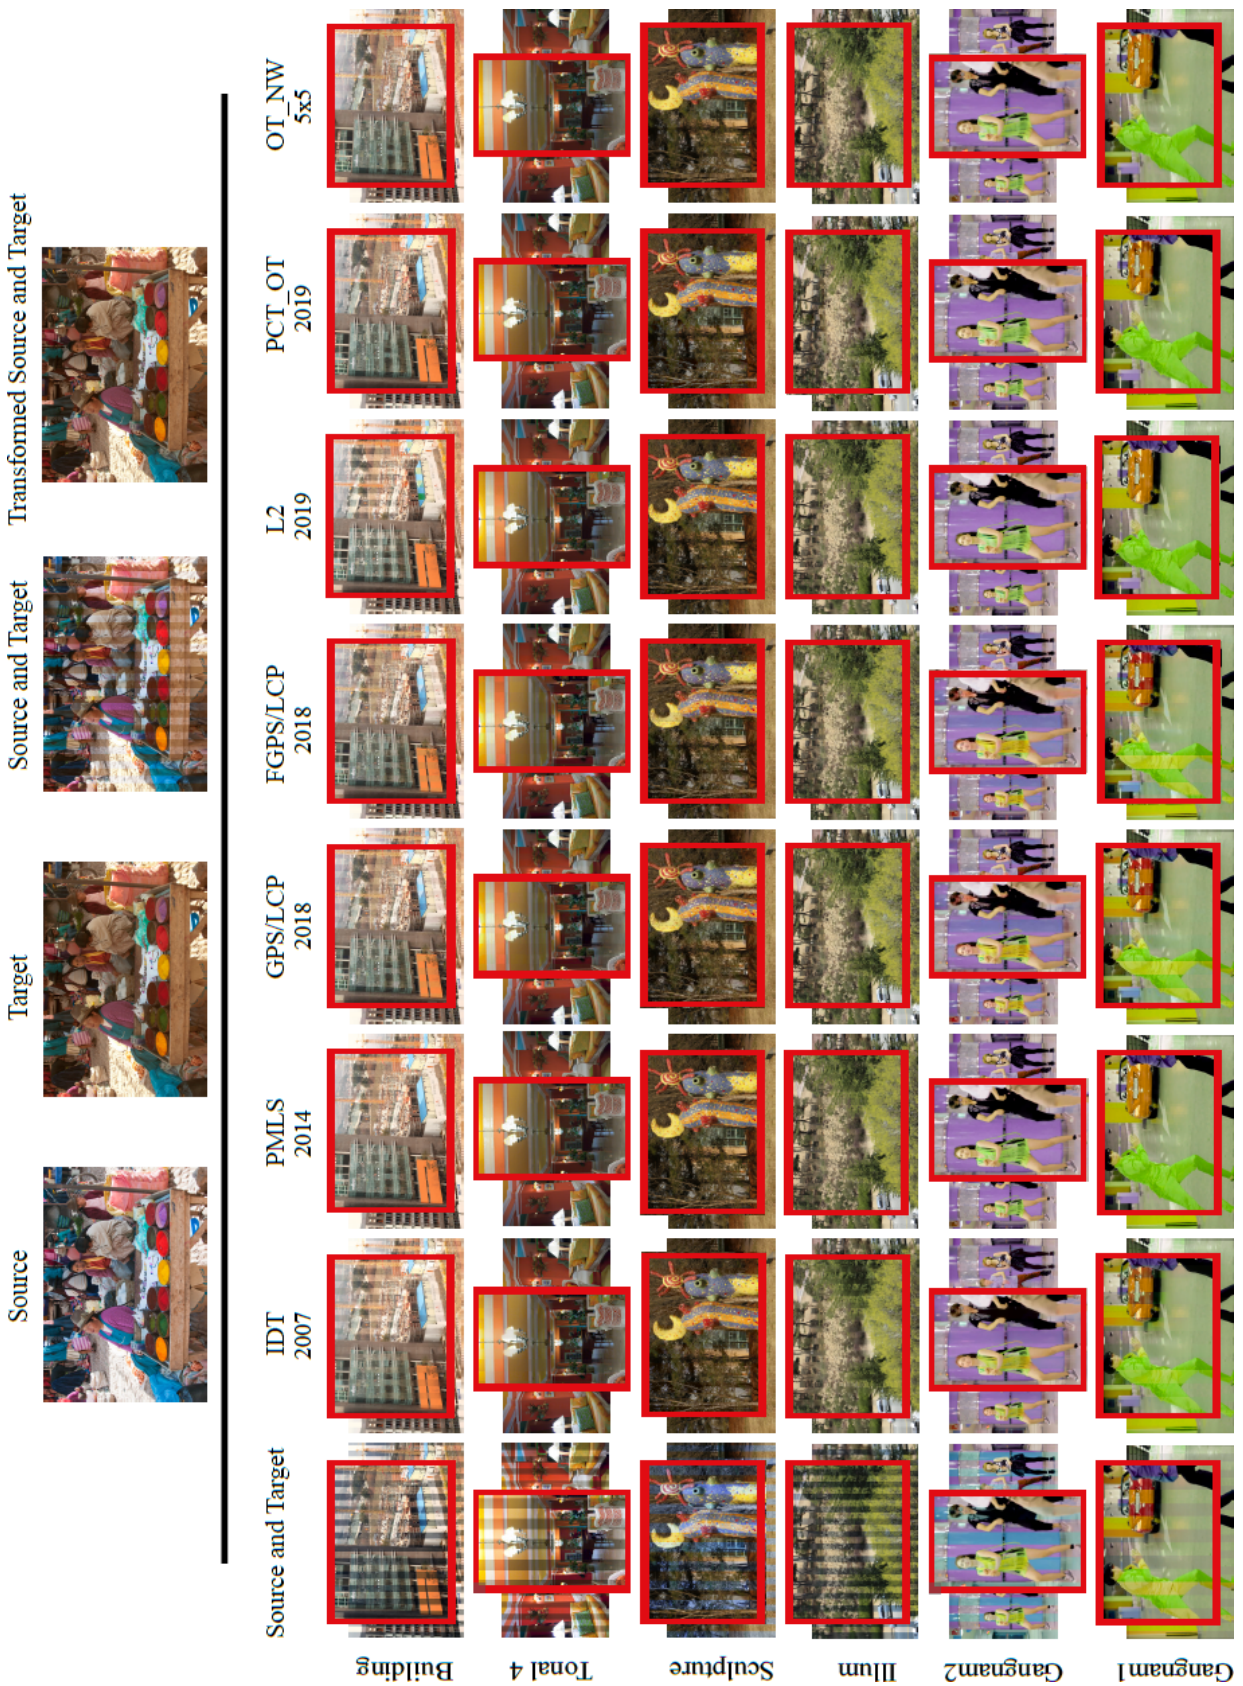 Source
Target
Source and Target
Transformed Source and Target
Source and Target
IDT
2007
PMLS
2014
GPS/LCP
2018
FGPS/LCP
2018
L2
2019
PCT_OT
2019
OT_NW
5x5
Building
Tonal 4
Sculpture
Illum
Gangnam2
Gangnam1